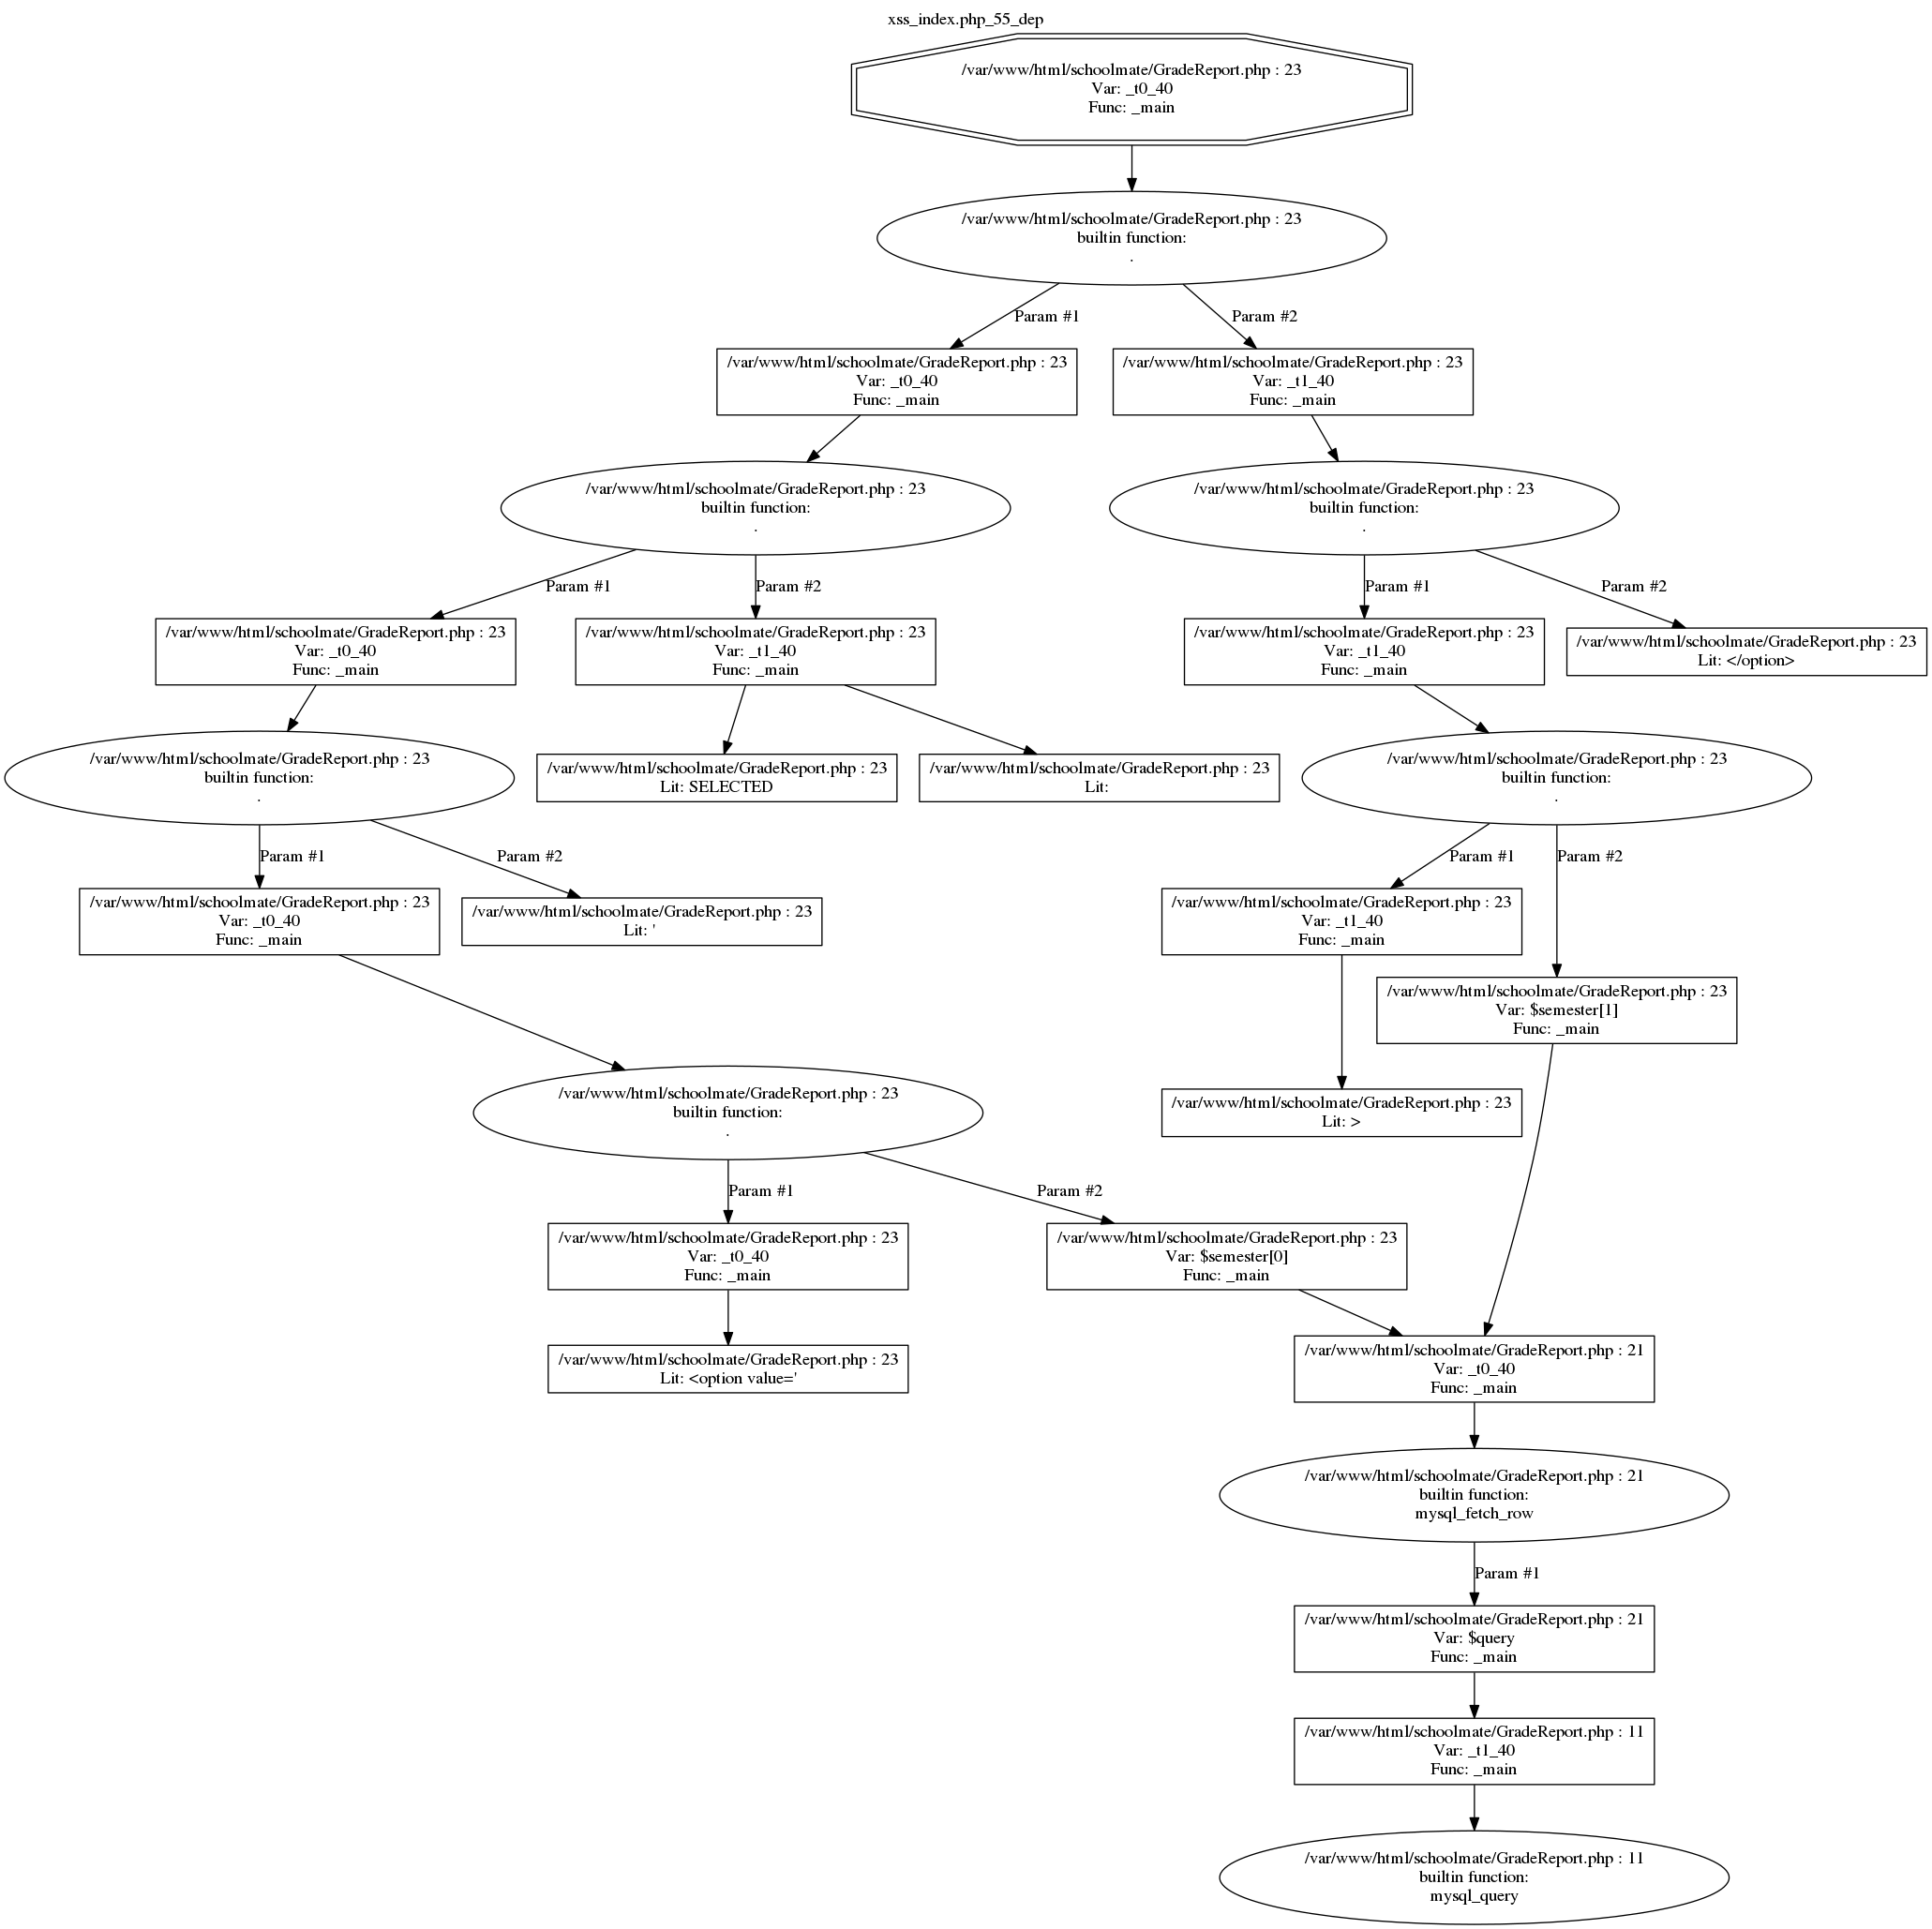 xss_index.php_55_dep
/var/www/html/schoolmate/GradeReport.php : 23
Var: _t0_40
Func: _main
/var/www/html/schoolmate/GradeReport.php : 23
builtin function:
.
Param #1
Param #2
/var/www/html/schoolmate/GradeReport.php : 23
Var: _t0_40
Func: _main
/var/www/html/schoolmate/GradeReport.php : 23
Var: _t1_40
Func: _main
/var/www/html/schoolmate/GradeReport.php : 23
builtin function:
.
/var/www/html/schoolmate/GradeReport.php : 23
builtin function:
.
Param #1
Param #2
Param #1
Param #2
/var/www/html/schoolmate/GradeReport.php : 23
Var: _t0_40
Func: _main
/var/www/html/schoolmate/GradeReport.php : 23
Var: _t1_40
Func: _main
/var/www/html/schoolmate/GradeReport.php : 23
Var: _t1_40
Func: _main
/var/www/html/schoolmate/GradeReport.php : 23
Lit: </option>
/var/www/html/schoolmate/GradeReport.php : 23
builtin function:
.
/var/www/html/schoolmate/GradeReport.php : 23
Lit: SELECTED
/var/www/html/schoolmate/GradeReport.php : 23
Lit:
/var/www/html/schoolmate/GradeReport.php : 23
builtin function:
.
Param #1
Param #2
Param #1
Param #2
/var/www/html/schoolmate/GradeReport.php : 23
Var: _t0_40
Func: _main
/var/www/html/schoolmate/GradeReport.php : 23
Lit: '
/var/www/html/schoolmate/GradeReport.php : 23
Var: _t1_40
Func: _main
/var/www/html/schoolmate/GradeReport.php : 23
Var: $semester[1]
Func: _main
/var/www/html/schoolmate/GradeReport.php : 23
builtin function:
.
/var/www/html/schoolmate/GradeReport.php : 23
Lit: >
Param #1
Param #2
/var/www/html/schoolmate/GradeReport.php : 23
Var: _t0_40
Func: _main
/var/www/html/schoolmate/GradeReport.php : 23
Var: $semester[0]
Func: _main
/var/www/html/schoolmate/GradeReport.php : 23
Lit: <option value='
/var/www/html/schoolmate/GradeReport.php : 21
Var: _t0_40
Func: _main
/var/www/html/schoolmate/GradeReport.php : 21
builtin function:
mysql_fetch_row
Param #1
/var/www/html/schoolmate/GradeReport.php : 21
Var: $query
Func: _main
/var/www/html/schoolmate/GradeReport.php : 11
Var: _t1_40
Func: _main
/var/www/html/schoolmate/GradeReport.php : 11
builtin function:
mysql_query